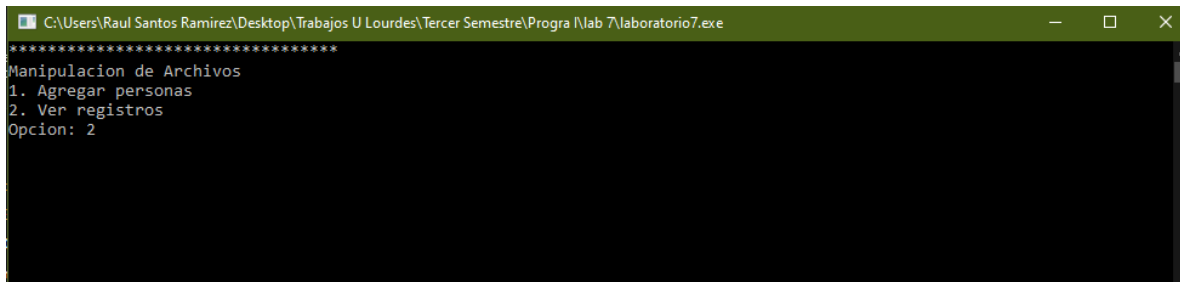 C:\Users\Raul Santos Ramirez\Desktop\Trabajos U Lourdes\Tercer Semestre\Progra I\lab 7\laboratorio7.exe
**********************************
Manipulacion de Archivos
1. Agregar personas
2. Ver registros
Opcion: 2